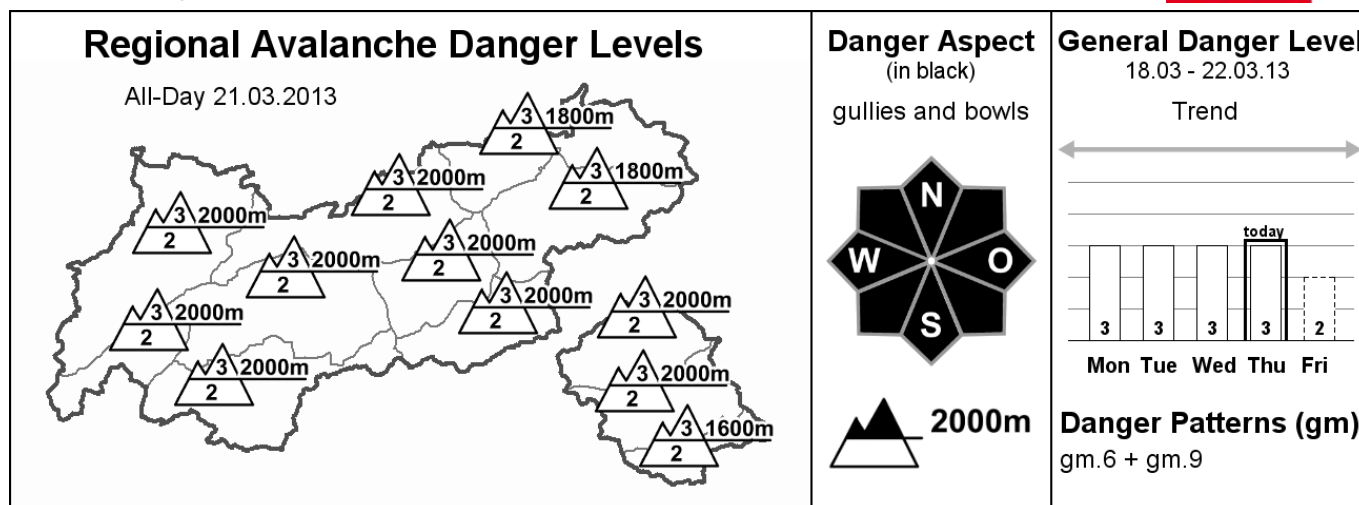 Regional Avalanche Danger Levels
All-Day 21.03.2013
3 1800m
2
3 1800m
2
3 2000m
2
3 2000m
2
3 2000m
2
3 2000m
2
3 2000m
2
3 2000m
2
3 2000m
2
3 2000m
2
3 2000m
2
3 1600m
2
Danger Aspect
(in black)
gullies and bowls
N
W O
S
2000m
General Danger Level
18.03 - 22.03.13
Trend
today
3 3 3 3 2
Mon Tue Wed Thu Fri
Danger Patterns (gm)
gm.6 + gm.9